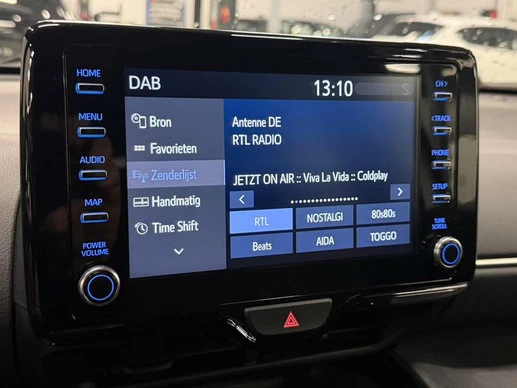 HOME
MENU
AUDIO
MAP
POWER
VOLUME
DAB
13:10
Bron
Favorieten
Zenderlijst
Handmatig
Time Shift
Antenne DE
RTL RADIO
JETZT ON AIR :: Viva La Vida :: Coldplay
< >
RTL NOSTALGI 80s80s
Beats AIDA TOGGO
CH >
< TRACK
PHONE
SETUP
TUNE
SCROLL